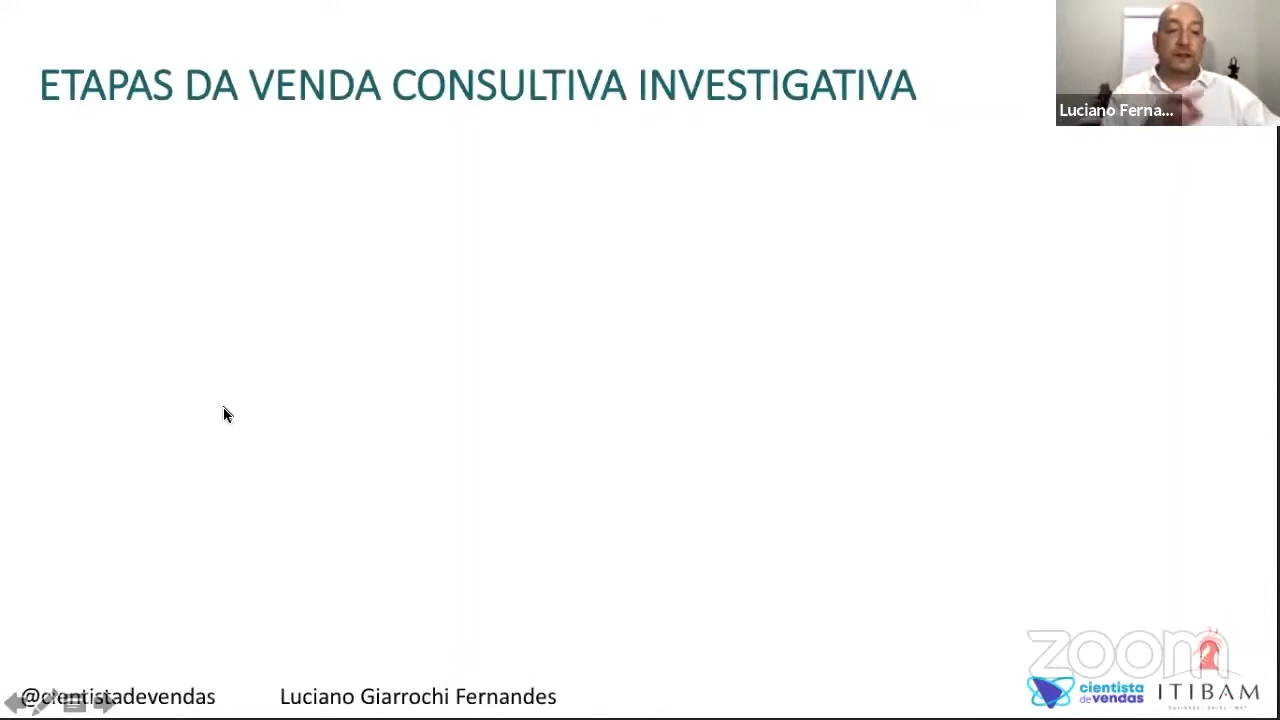 ETAPAS DA VENDA CONSULTIVA INVESTIGATIVA
Luciano Ferna...
zoom
cientista
de vendas
ITIBAM
@cientistadevendas
Luciano Giarrochi Fernandes